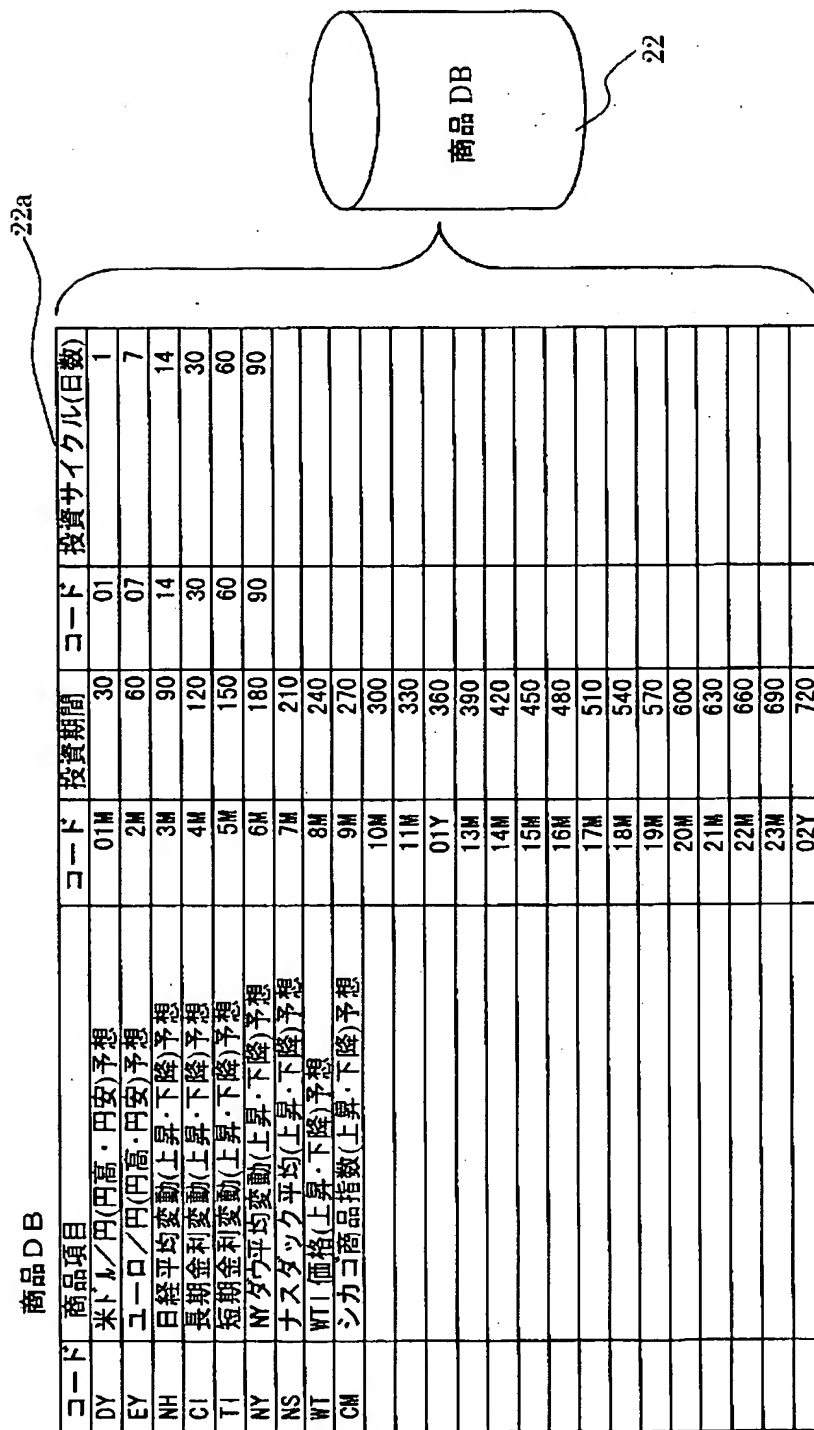 商品DB
コード 商品項目 コード 投資期間 コード 投資サイクル(日数)
DY 米ドル/円(円高・円安)予想 01M 30 01 1
EY ユーロ/円(円高・円安)予想 2M 60 07 7
NH 日経平均変動(上昇・下降)予想 3M 90 14 14
CI 長期金利変動(上昇・下降)予想 4M 120 30 30
TI 短期金利変動(上昇・下降)予想 5M 150 60 60
NY NYダウ平均変動(上昇・下降)予想 6M 180 90 90
NS ナスダック平均(上昇・下降)予想 7M 210
WT WTI価格(上昇・下降)予想 8M 240
CM シカゴ商品指数(上昇・下降)予想 9M 270
10M 300
11M 330
01Y 360
13M 390
14M 420
15M 450
16M 480
17M 510
18M 540
19M 570
20M 600
21M 630
22M 660
23M 690
02Y 720
22a
商品DB
22